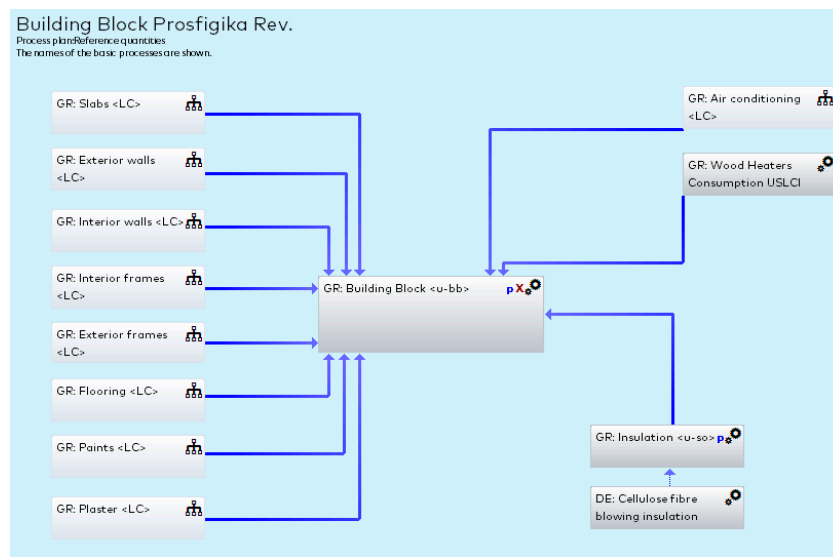 Building Block Prosfigika Rev.
Process plan:Reference quantities
The names of the basic processes are shown.
GR: Slabs <LC>
GR: Exterior walls
<LC>
GR: Interior walls <LC>
GR: Interior frames
<LC>
GR: Exterior frames
<LC>
GR: Flooring <LC>
GR: Paints <LC>
GR: Plaster <LC>
GR: Building Block <u-bb> p X
GR: Air conditioning
<LC>
GR: Wood Heaters
Consumption USLCI
GR: Insulation <u-so> p
DE: Cellulose fibre
blowing insulation